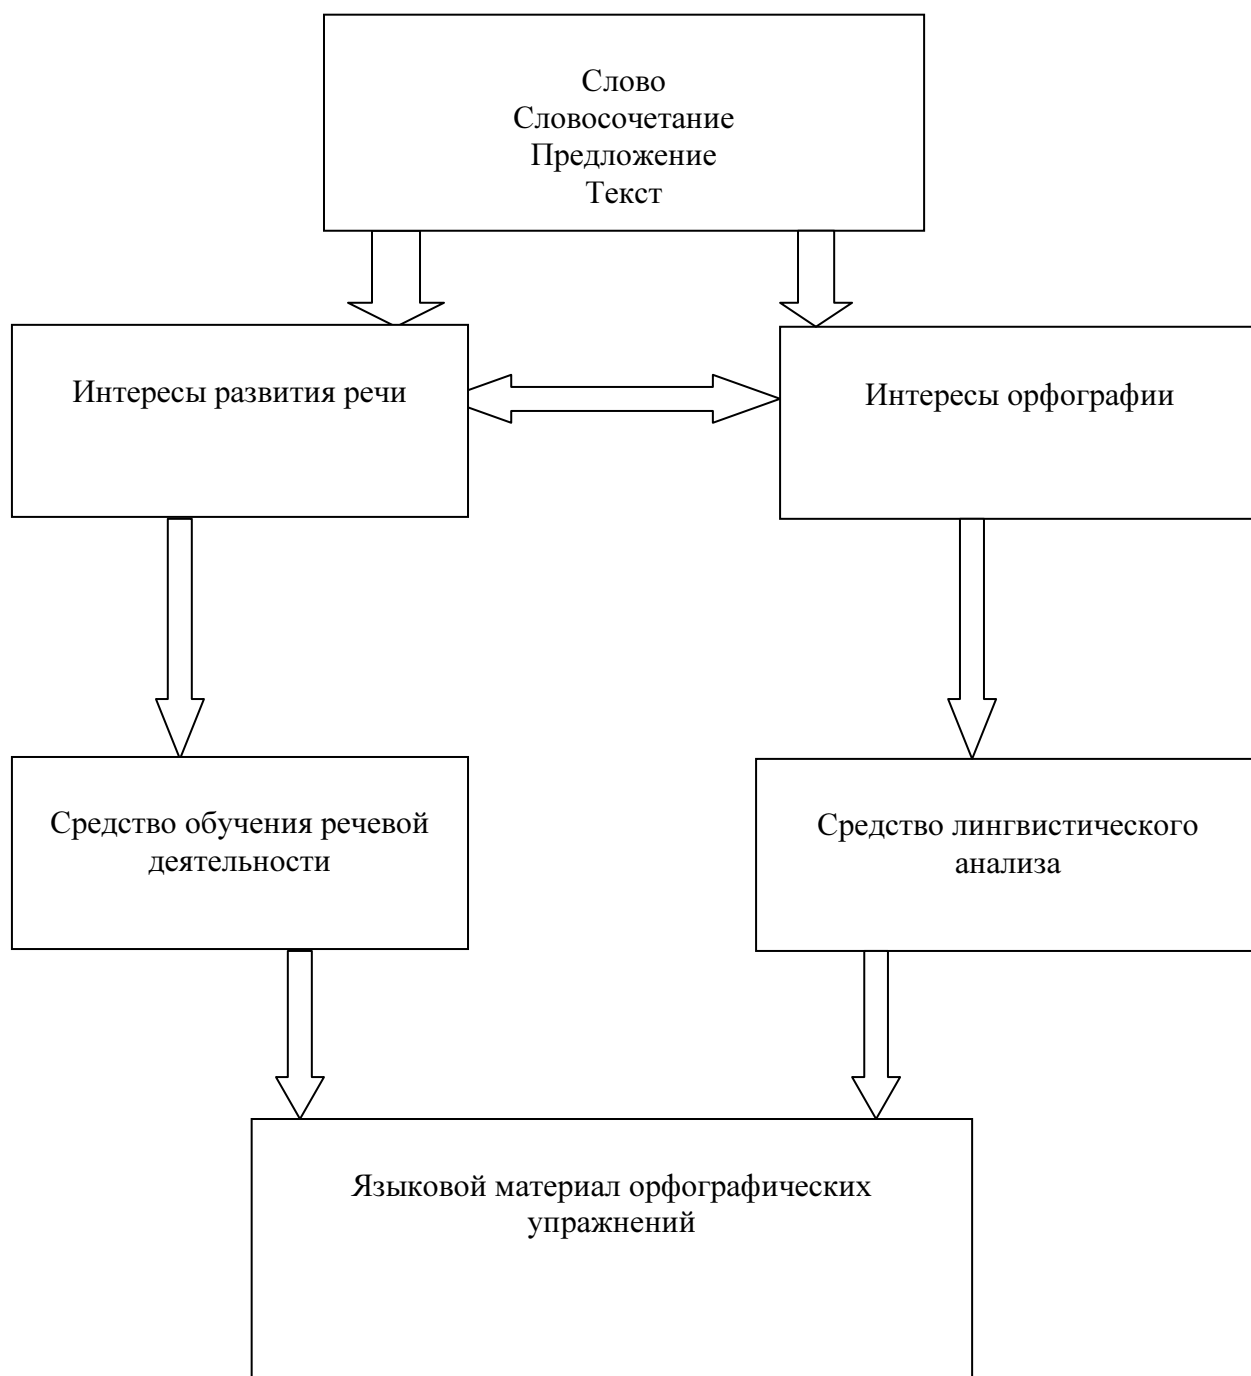 Слово
Словосочетание
Предложение
Текст
Интересы развития речи
Интересы орфографии
Средство обучения речевой
деятельности
Средство лингвистического
анализа
Языковой материал орфографических
упражнений